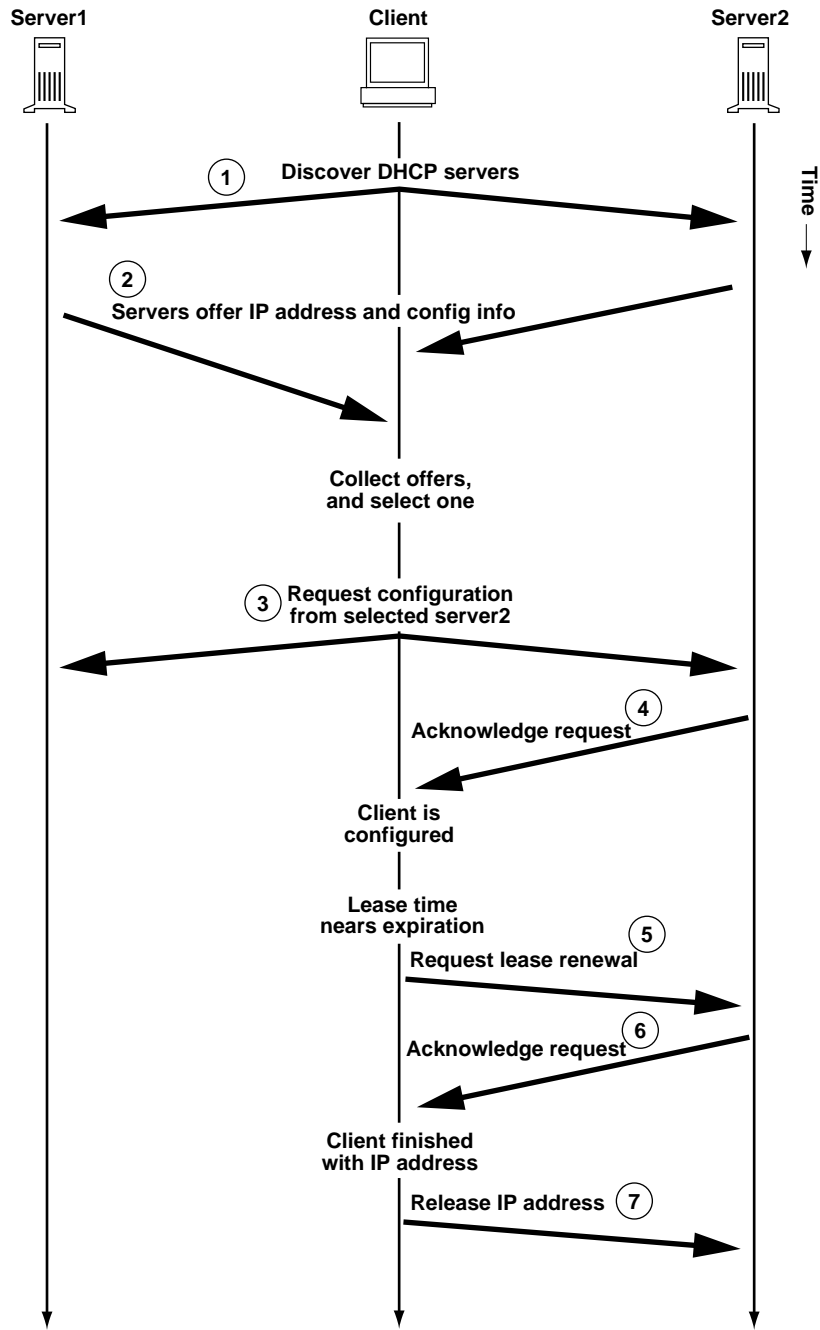 Server1
Client
Server2
Time
1
Discover DHCP servers
2
Servers offer IP address and config info
Collect offers,
and select one
3
Request configuration
from selected server2
4
Acknowledge request
Client is
configured
Lease time
nears expiration
5
Request lease renewal
6
Acknowledge request
Client finished
with IP address
Release IP address
7